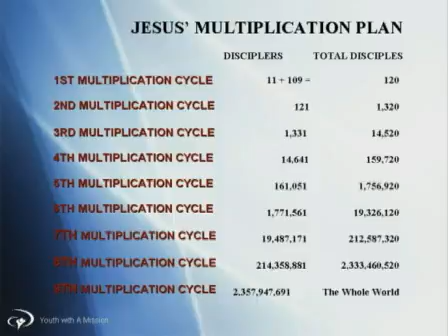 JESUS' MULTIPLICATION PLAN
DISCIPLERS TOTAL DISCIPLES
1ST MULTIPLICATION CYCLE 11 + 109 = 120
2ND MULTIPLICATION CYCLE 121 1,320
3RD MULTIPLICATION CYCLE 1,331 14,520
4TH MULTIPLICATION CYCLE 14,641 159,720
5TH MULTIPLICATION CYCLE 161,051 1,756,920
6TH MULTIPLICATION CYCLE 1,771,561 19,326,120
7TH MULTIPLICATION CYCLE 19,487,171 212,587,320
8TH MULTIPLICATION CYCLE 214,358,881 2,333,460,520
9TH MULTIPLICATION CYCLE 2,357,947,691 The Whole World
Youth with A Mission